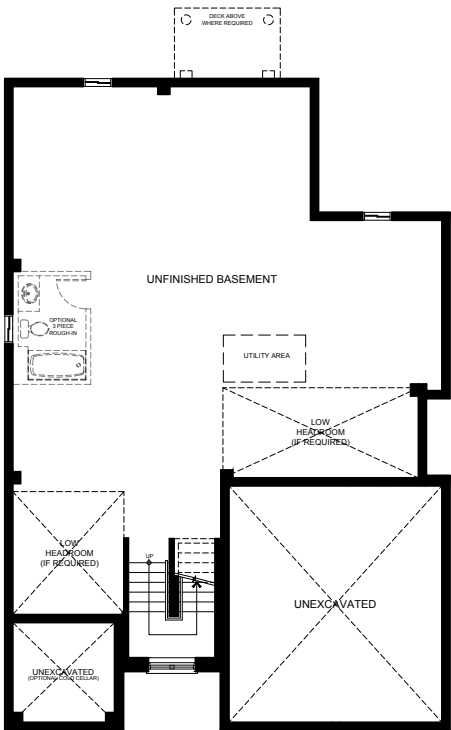 DECK ABOVE
WHERE REQUIRED
UNFINISHED BASEMENT
OPTIONAL
3 PIECE
ROUGH-IN
UTILITY AREA
LOW
HEADROOM
(IF REQUIRED)
LOW
HEADROOM
(IF REQUIRED)
UP
UNEXCAVATED
UNEXCAVATED
(OPTIONAL COLD CELLAR)